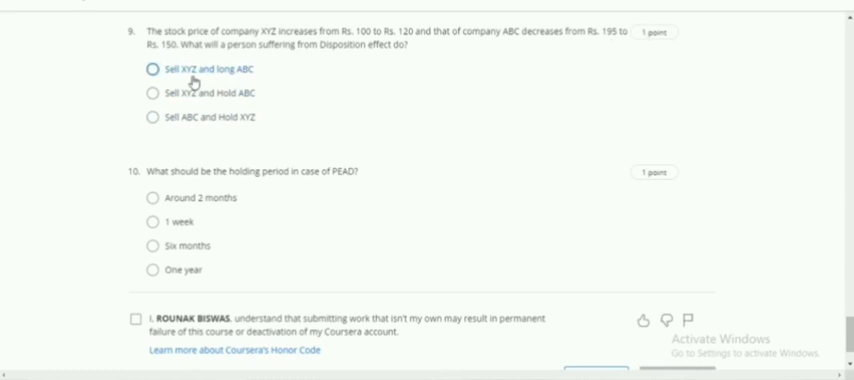 9. The stock price of company XYZ increases from Rs. 100 to Rs. 120 and that of company ABC decreases from Rs. 195 to
1 point
Rs. 150. What will a person suffering from Disposition effect do?
Sell XYZ and long ABC
Sell XYZ and Hold ABC
Sell ABC and Hold XYZ
10. What should be the holding period in case of PEAD?
1 point
Around 2 months
1 week
Six months
One year
I, ROUNAK BISWAS, understand that submitting work that isn't my own may result in permanent
failure of this course or deactivation of my Coursera account.
Learn more about Coursera's Honor Code
Activate Windows
Go to Settings to activate Windows.